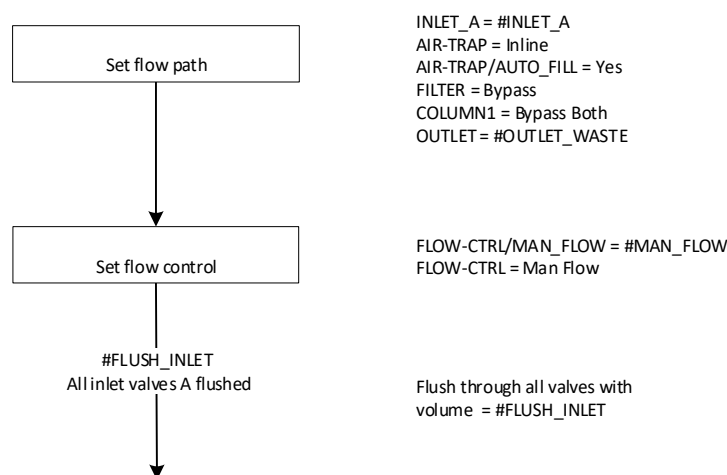 INLET_A = #INLET_A
AIR-TRAP = Inline
AIR-TRAP/AUTO_FILL = Yes
FILTER = Bypass
COLUMN1 = Bypass Both
OUTLET = #OUTLET_WASTE
Set flow path
FLOW-CTRL/MAN_FLOW = #MAN_FLOW
FLOW-CTRL = Man Flow
Set flow control
#FLUSH_INLET
All inlet valves A flushed
Flush through all valves with
volume = #FLUSH_INLET